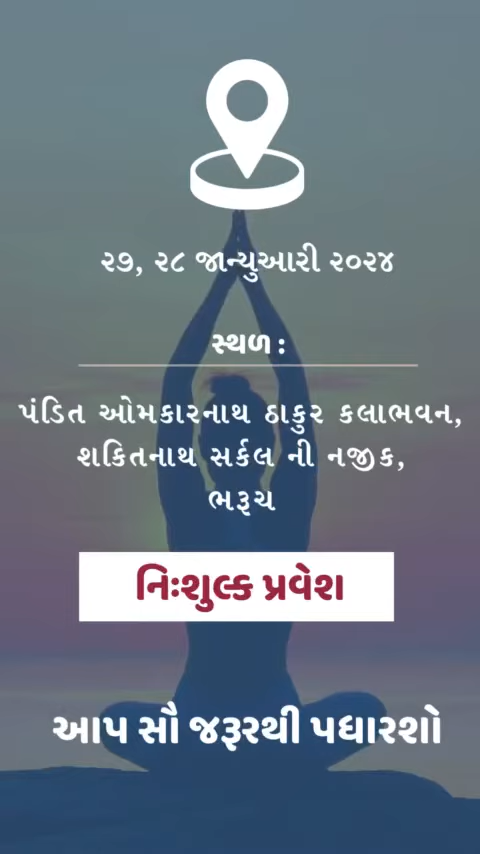 ૨૭, ૨૮ જાન્યુઆરી ૨૦૨૪
સ્થળ :
પંડિત ઓમકારનાથ ઠાકુર કલાભવન,
શકિતનાથ સર્કલ ની નજીક,
ભરૂચ
નિઃશુલ્ક પ્રવેશ
આપ સૌ જરૂરથી પધારશો